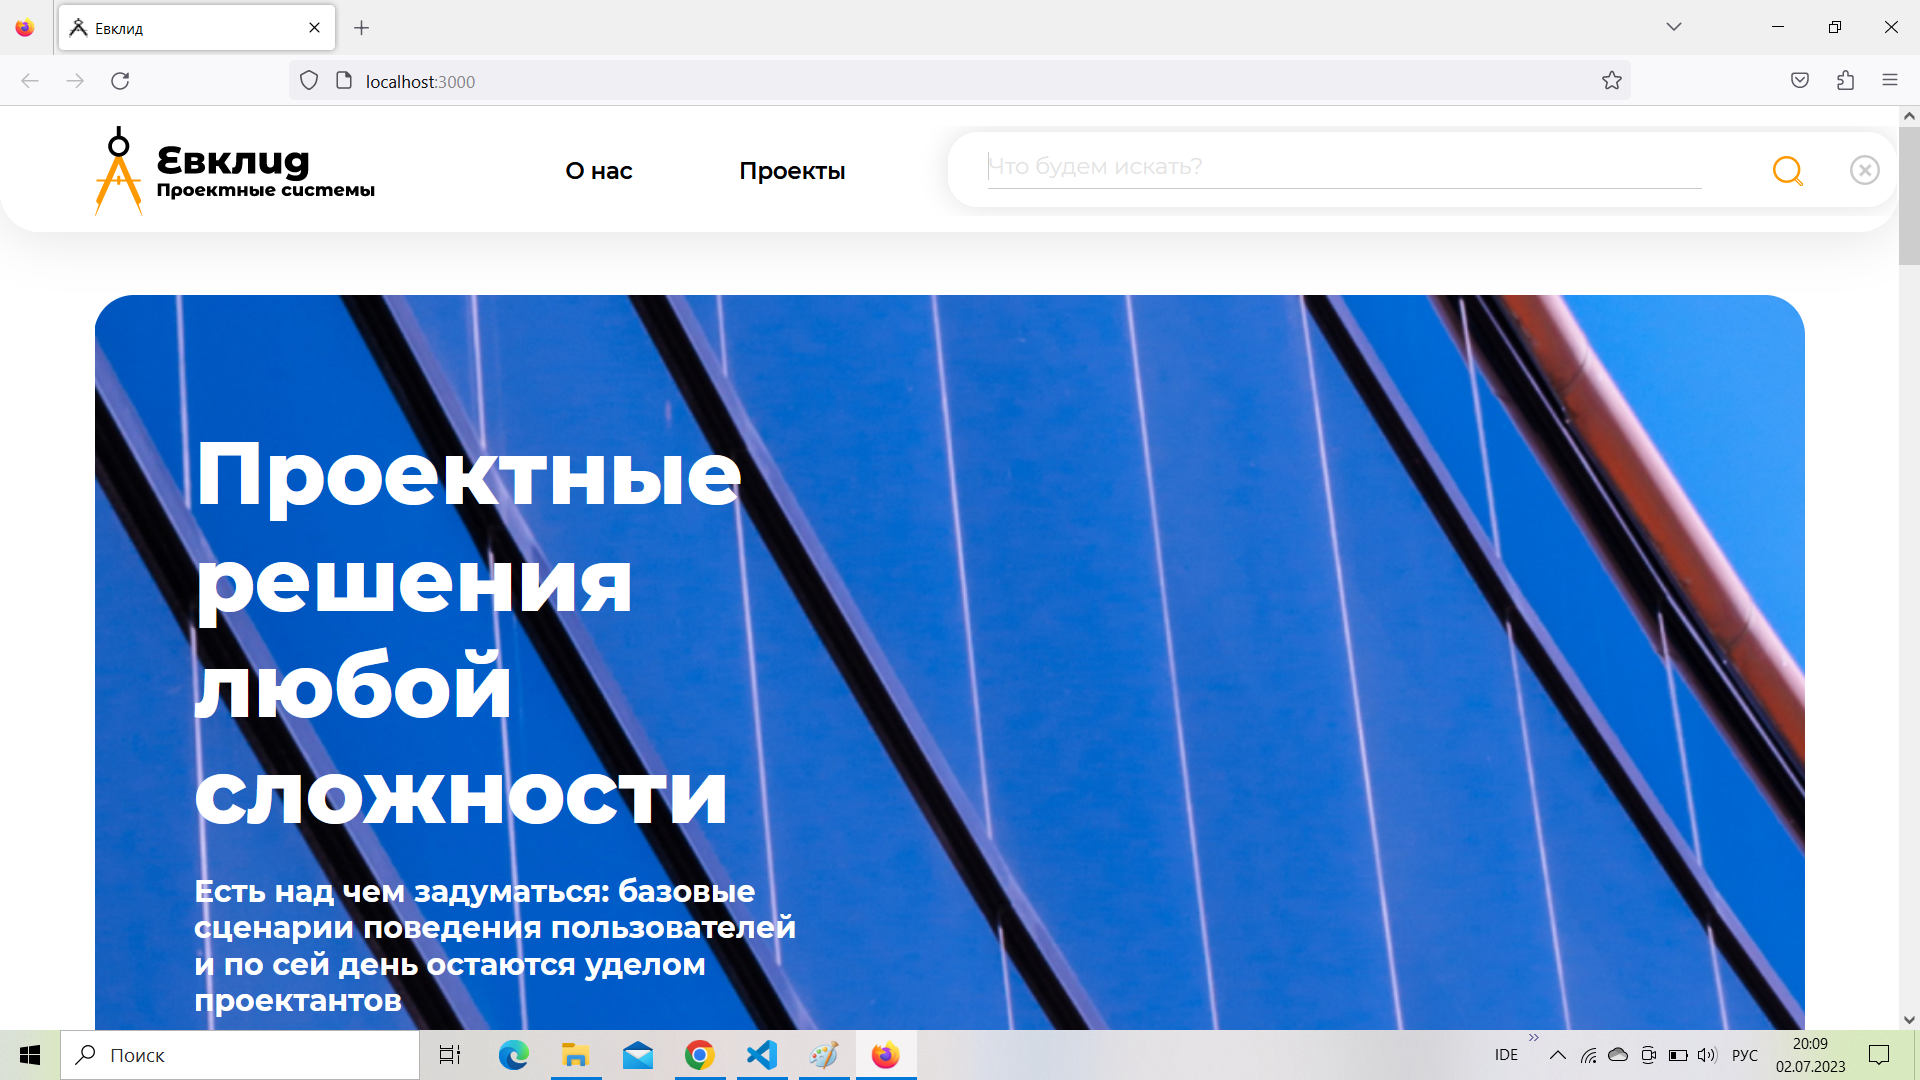 Евклид
localhost:3000
Евклид
Проектные системы
О нас
Проекты
Что будем искать?
Проектные
решения
любой
сложности
Есть над чем задуматься: базовые
сценарии поведения пользователей
и по сей день остаются уделом
проектантов
Поиск
IDE
РУС
20:09
02.07.2023